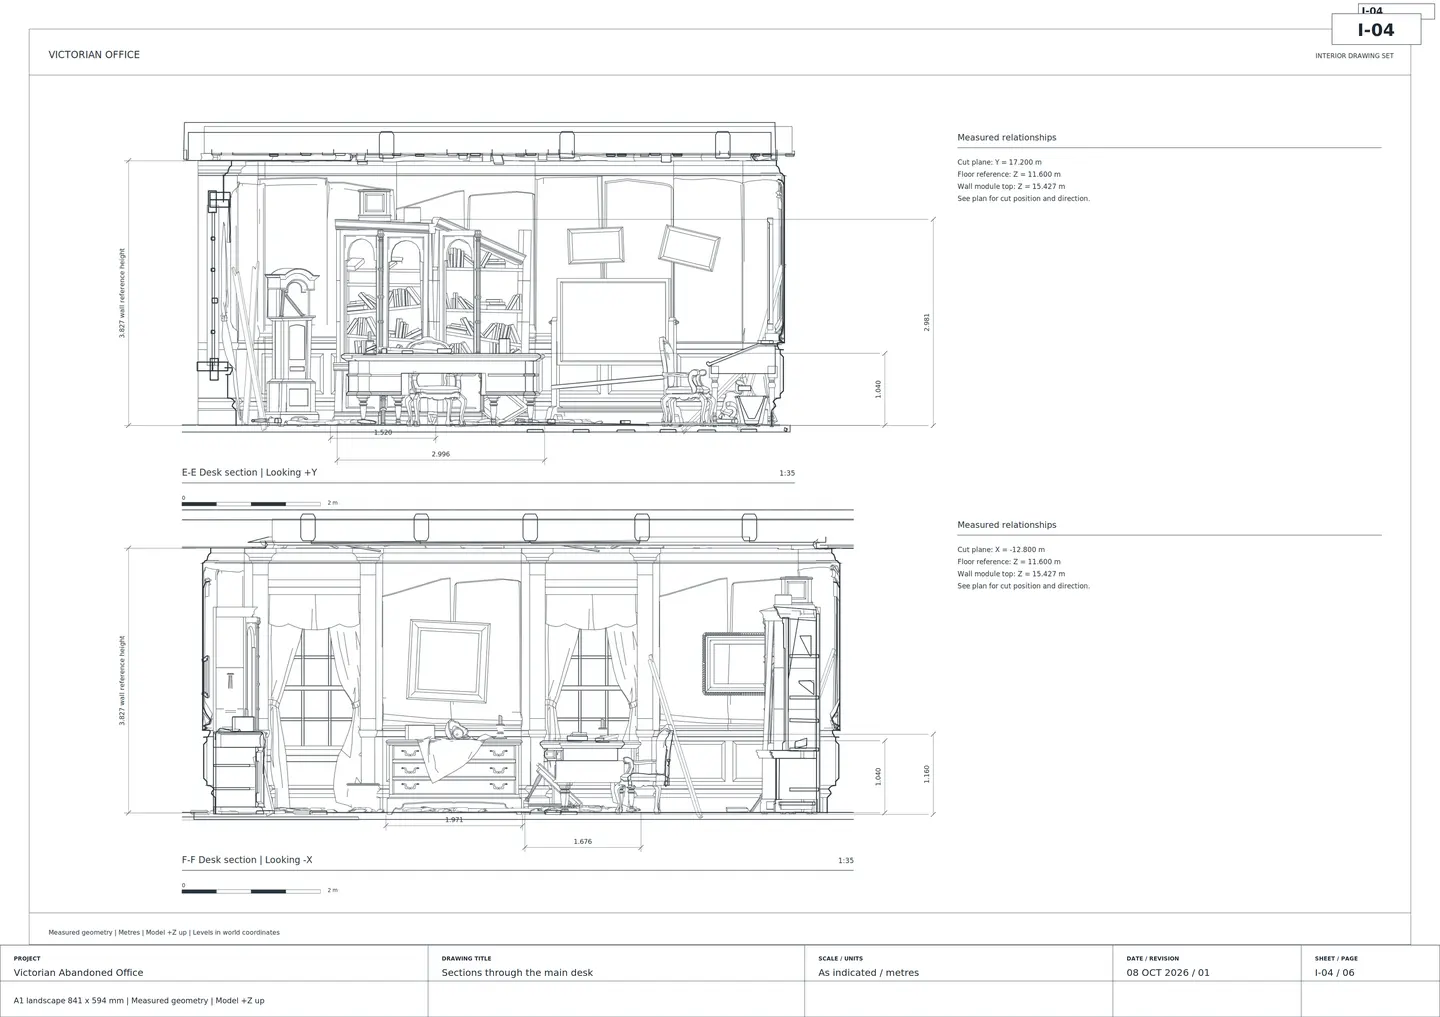 I-04
I-04
VICTORIAN OFFICE
INTERIOR DRAWING SET
Measured relationships
Cut plane: Y = 17.200 m
Floor reference: Z = 11.600 m
Wall module top: Z = 15.427 m
See plan for cut position and direction.
3.827 wall reference height
2.981
1.040
1.520
2.996
E-E Desk section | Looking +Y
1:35
0
2 m
Measured relationships
Cut plane: X = -12.800 m
Floor reference: Z = 11.600 m
Wall module top: Z = 15.427 m
See plan for cut position and direction.
3.827 wall reference height
1.040
1.160
1.971
1.676
F-F Desk section | Looking -X
1:35
0
2 m
Measured geometry | Metres | Model +Z up | Levels in world coordinates
PROJECT
Victorian Abandoned Office
DRAWING TITLE
Sections through the main desk
SCALE / UNITS
As indicated / metres
DATE / REVISION
08 OCT 2026 / 01
SHEET / PAGE
I-04 / 06
A1 landscape 841 x 594 mm | Measured geometry | Model +Z up